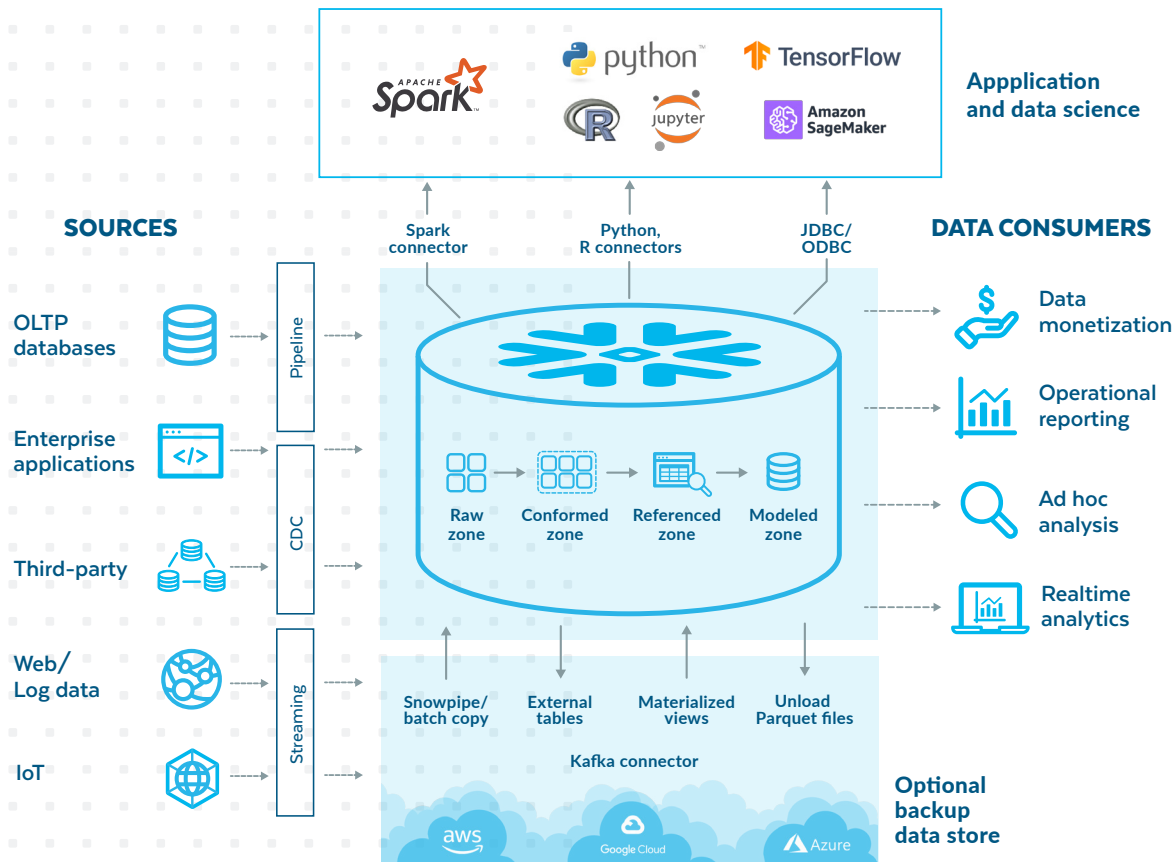 APACHE
Spark™
python™
TensorFlow
R
jupyter
Amazon
SageMaker
Appplication
and data science
SOURCES
Spark
connector
Python,
R connectors
JDBC/
ODBC
DATA CONSUMERS
OLTP
databases
Enterprise
applications
</>
Third-party
Web/
Log data
IoT
Pipeline
CDC
Streaming
Raw
zone
Conformed
zone
Referenced
zone
Modeled
zone
$
Data
monetization
Operational
reporting
Ad hoc
analysis
Realtime
analytics
Snowpipe/
batch copy
External
tables
Materialized
views
Unload
Parquet files
Kafka connector
aws
Google Cloud
Azure
Optional
backup
data store